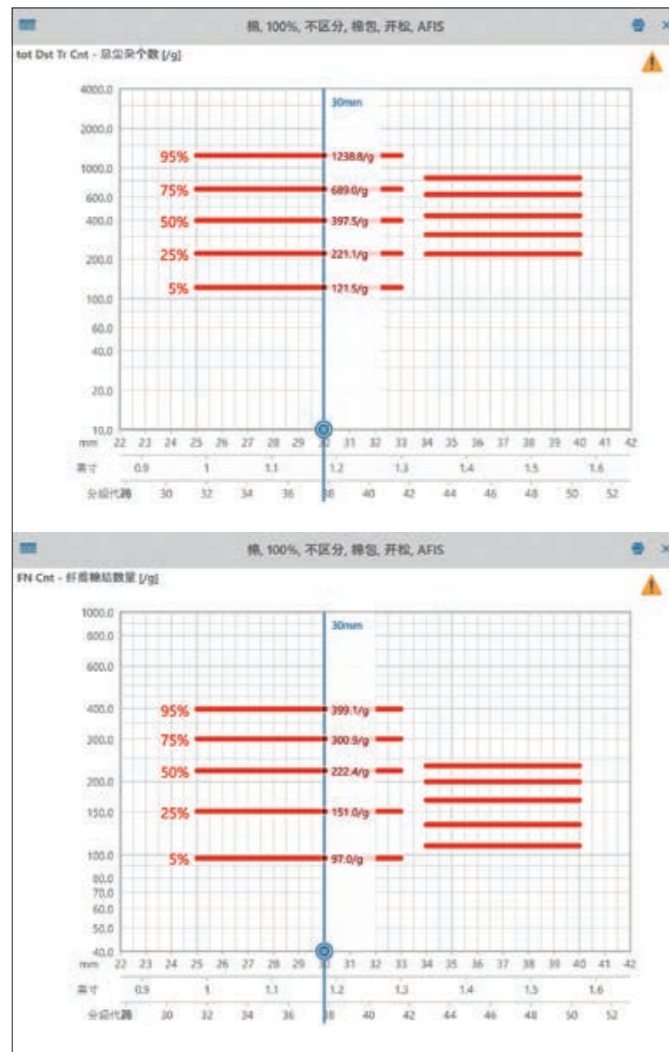 棉, 100%, 不区分, 棉包, 开松, AFIS
tot Dst Tr Cnt - 总尘杂个数 [/g]
4000.0
30mm
2000.0
95% 1238.8/g
1000.0
75% 689.0/g
600.0
50% 397.5/g
400.0
25% 221.1/g
200.0
5% 121.5/g
100.0
60.0
40.0
20.0
10.0
mm 22 23 24 25 26 27 28 29 30 31 32 33 34 35 36 37 38 39 40 41 42
英寸 0.9 1 1.1 1.2 1.3 1.4 1.5 1.6
分级代码 30 32 34 36 38 40 42 44 46 48 50 52
棉, 100%, 不区分, 棉包, 开松, AFIS
FN Cnt - 纤维棉结数量 [/g]
1000.0
30mm
800.0
600.0
400.0
95% 399.1/g
300.0
75% 300.9/g
50% 222.4/g
200.0
150.0
25% 151.0/g
100.0
5% 97.0/g
80.0
70.0
60.0
50.0
40.0
mm 22 23 24 25 26 27 28 29 30 31 32 33 34 35 36 37 38 39 40 41 42
英寸 0.9 1 1.1 1.2 1.3 1.4 1.5 1.6
分级代码 30 32 34 36 38 40 42 44 46 48 50 52